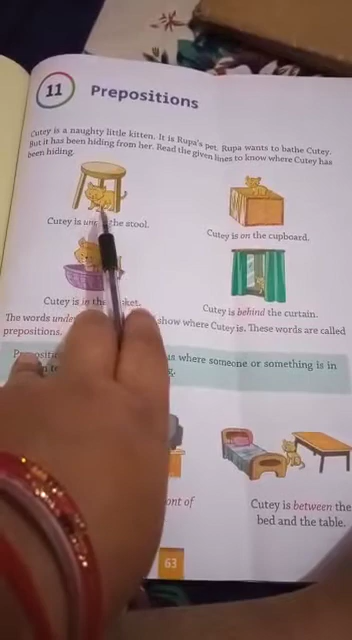 11
Prepositions
Cutey is a naughty little kitten. It is Rupa's pet. Rupa wants to bathe Cutey.
But it has been hiding from her. Read the given lines to know where Cutey has
been hiding.
Cutey is the stool.
Cutey is on the cupboard.
Cutey is in the
Cutey is behind the curtain.
The words show where Cutey is. These words are called
prepositions.
where someone or something is in
of
Cutey is between the
bed and the table.
63